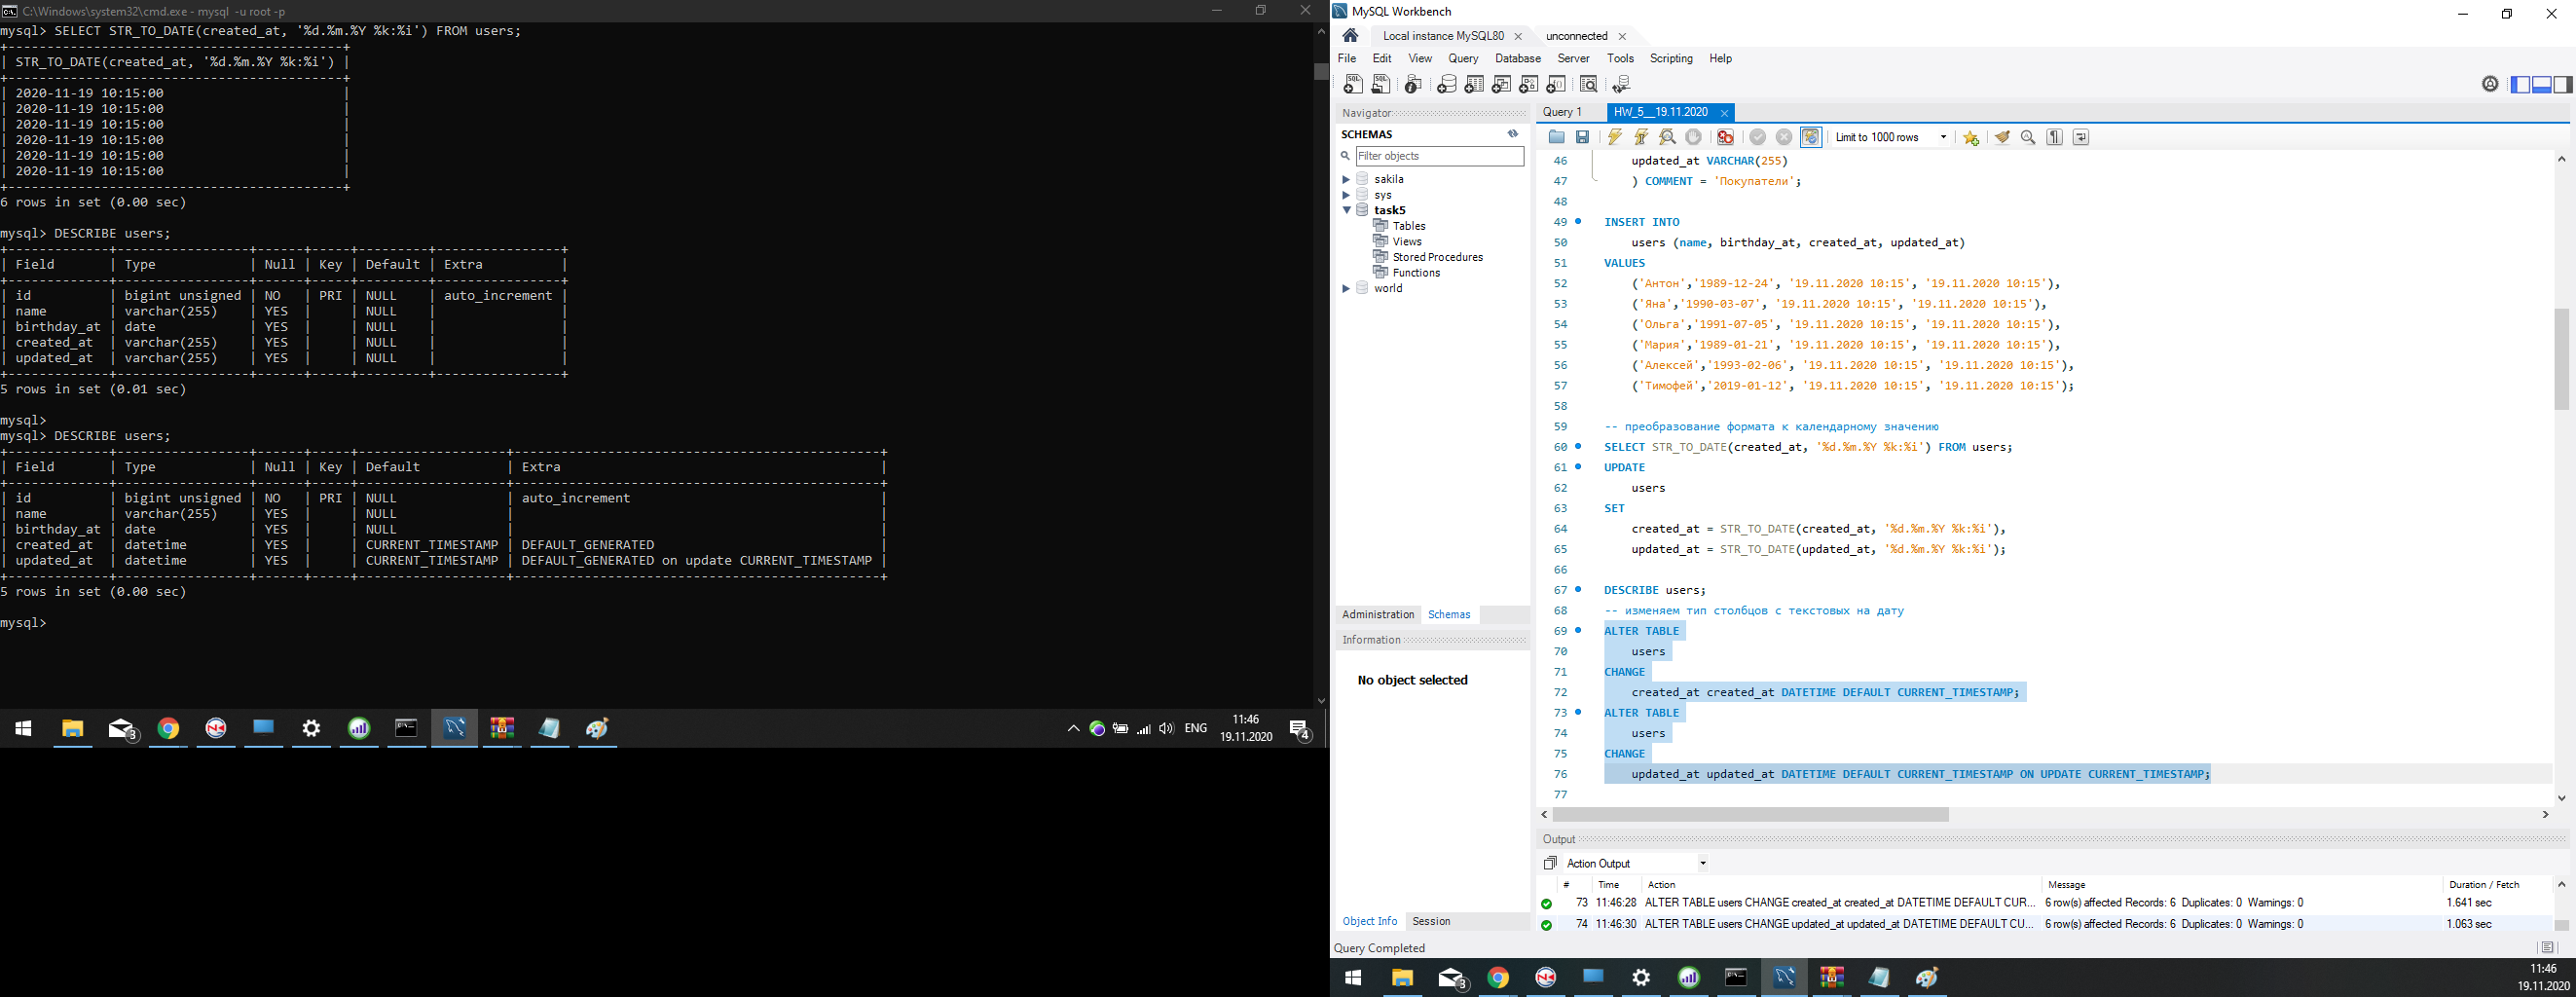 C:\Windows\system32\cmd.exe - mysql  -u root -p
mysql> SELECT STR_TO_DATE(created_at, '%d.%m.%Y %k:%i') FROM users;
+-------------------------------------------+
| STR_TO_DATE(created_at, '%d.%m.%Y %k:%i') |
+-------------------------------------------+
| 2020-11-19 10:15:00                       |
| 2020-11-19 10:15:00                       |
| 2020-11-19 10:15:00                       |
| 2020-11-19 10:15:00                       |
| 2020-11-19 10:15:00                       |
| 2020-11-19 10:15:00                       |
+-------------------------------------------+
6 rows in set (0.00 sec)
mysql> DESCRIBE users;
+-------------+-----------------+------+-----+---------+----------------+
| Field       | Type            | Null | Key | Default | Extra          |
+-------------+-----------------+------+-----+---------+----------------+
| id          | bigint unsigned | NO   | PRI | NULL    | auto_increment |
| name        | varchar(255)    | YES  |     | NULL    |                |
| birthday_at | date            | YES  |     | NULL    |                |
| created_at  | varchar(255)    | YES  |     | NULL    |                |
| updated_at  | varchar(255)    | YES  |     | NULL    |                |
+-------------+-----------------+------+-----+---------+----------------+
5 rows in set (0.01 sec)
mysql>
mysql> DESCRIBE users;
+-------------+-----------------+------+-----+-------------------+-----------------------------------------------+
| Field       | Type            | Null | Key | Default           | Extra                                         |
+-------------+-----------------+------+-----+-------------------+-----------------------------------------------+
| id          | bigint unsigned | NO   | PRI | NULL              | auto_increment                                |
| name        | varchar(255)    | YES  |     | NULL              |                                               |
| birthday_at | date            | YES  |     | NULL              |                                               |
| created_at  | datetime        | YES  |     | CURRENT_TIMESTAMP | DEFAULT_GENERATED                             |
| updated_at  | datetime        | YES  |     | CURRENT_TIMESTAMP | DEFAULT_GENERATED on update CURRENT_TIMESTAMP |
+-------------+-----------------+------+-----+-------------------+-----------------------------------------------+
5 rows in set (0.00 sec)
mysql>
3
ENG
11:46
19.11.2020
4
MySQL Workbench
Local instance MySQL80
unconnected
File Edit View Query Database Server Tools Scripting Help
Navigator
SCHEMAS
Filter objects
sakila
sys
task5
Tables
Views
Stored Procedures
Functions
world
Administration Schemas
Information
No object selected
Object Info Session
Query 1
HW_5__19.11.2020
Limit to 1000 rows
46 updated_at VARCHAR(255)
47 ) COMMENT = 'Покупатели';
48
49 INSERT INTO
50 users (name, birthday_at, created_at, updated_at)
51 VALUES
52 ('Антон','1989-12-24', '19.11.2020 10:15', '19.11.2020 10:15'),
53 ('Яна','1990-03-07', '19.11.2020 10:15', '19.11.2020 10:15'),
54 ('Ольга','1991-07-05', '19.11.2020 10:15', '19.11.2020 10:15'),
55 ('Мария','1989-01-21', '19.11.2020 10:15', '19.11.2020 10:15'),
56 ('Алексей','1993-02-06', '19.11.2020 10:15', '19.11.2020 10:15'),
57 ('Тимофей','2019-01-12', '19.11.2020 10:15', '19.11.2020 10:15');
58
59 -- преобразование формата к календарному значению
60 SELECT STR_TO_DATE(created_at, '%d.%m.%Y %k:%i') FROM users;
61 UPDATE
62 users
63 SET
64 created_at = STR_TO_DATE(created_at, '%d.%m.%Y %k:%i'),
65 updated_at = STR_TO_DATE(updated_at, '%d.%m.%Y %k:%i');
66
67 DESCRIBE users;
68 -- изменяем тип столбцов с текстовых на дату
69 ALTER TABLE
70 users
71 CHANGE
72 created_at created_at DATETIME DEFAULT CURRENT_TIMESTAMP;
73 ALTER TABLE
74 users
75 CHANGE
76 updated_at updated_at DATETIME DEFAULT CURRENT_TIMESTAMP ON UPDATE CURRENT_TIMESTAMP;
77
Output
Action Output
# Time Action Message Duration / Fetch
73 11:46:28 ALTER TABLE users CHANGE created_at created_at DATETIME DEFAULT CUR... 6 row(s) affected Records: 6 Duplicates: 0 Warnings: 0 1.641 sec
74 11:46:30 ALTER TABLE users CHANGE updated_at updated_at DATETIME DEFAULT CU... 6 row(s) affected Records: 6 Duplicates: 0 Warnings: 0 1.063 sec
Query Completed
3
11:46
19.11.2020